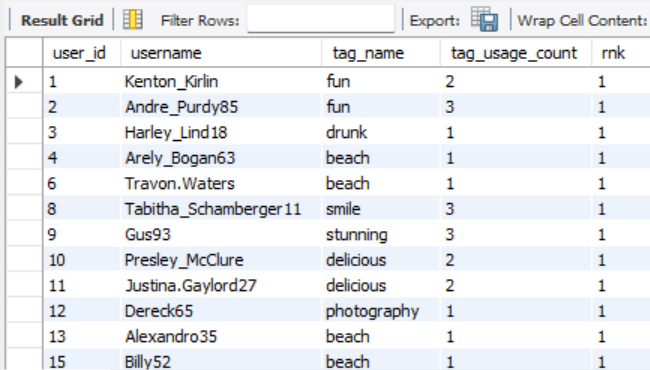 Result Grid Filter Rows: Export: Wrap Cell Content:
user_id username tag_name tag_usage_count rnk
1 Kenton_Kirlin fun 2 1
2 Andre_Purdy85 fun 3 1
3 Harley_Lind18 drunk 1 1
4 Arely_Bogan63 beach 1 1
6 Travon.Waters beach 1 1
8 Tabitha_Schamberger11 smile 3 1
9 Gus93 stunning 3 1
10 Presley_McClure delicious 2 1
11 Justina.Gaylord27 delicious 2 1
12 Dereck65 photography 1 1
13 Alexandro35 beach 1 1
15 Billy52 beach 1 1